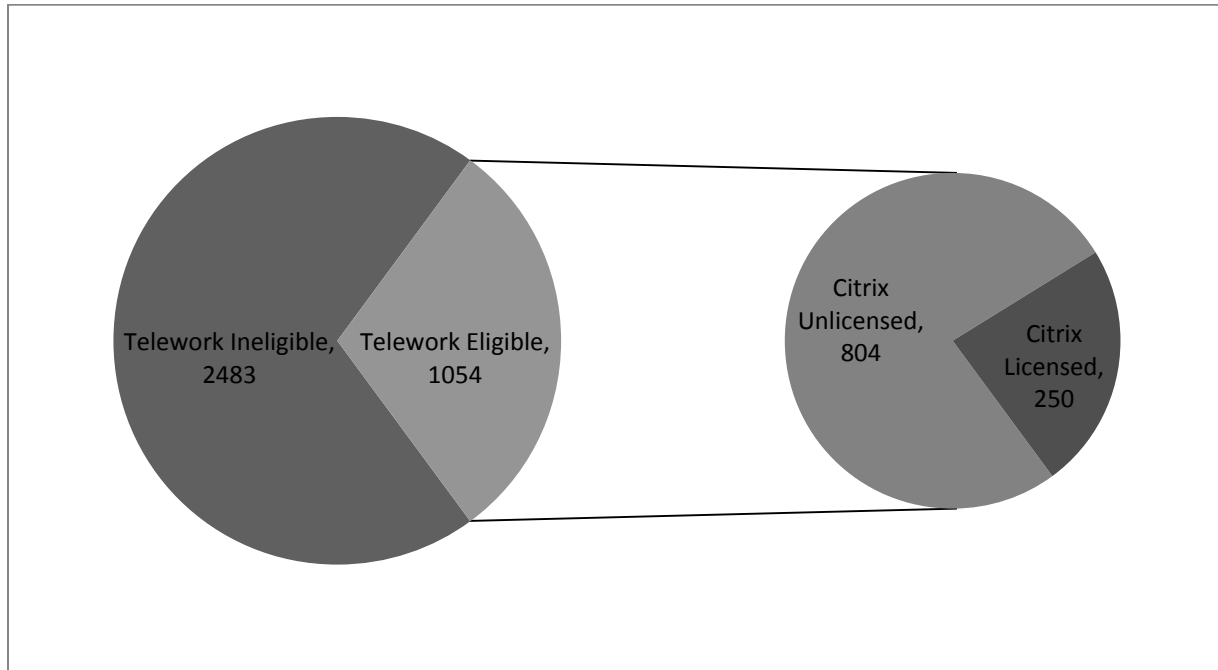 Telework Ineligible,
2483
Telework Eligible,
1054
Citrix
Unlicensed,
804
Citrix
Licensed,
250